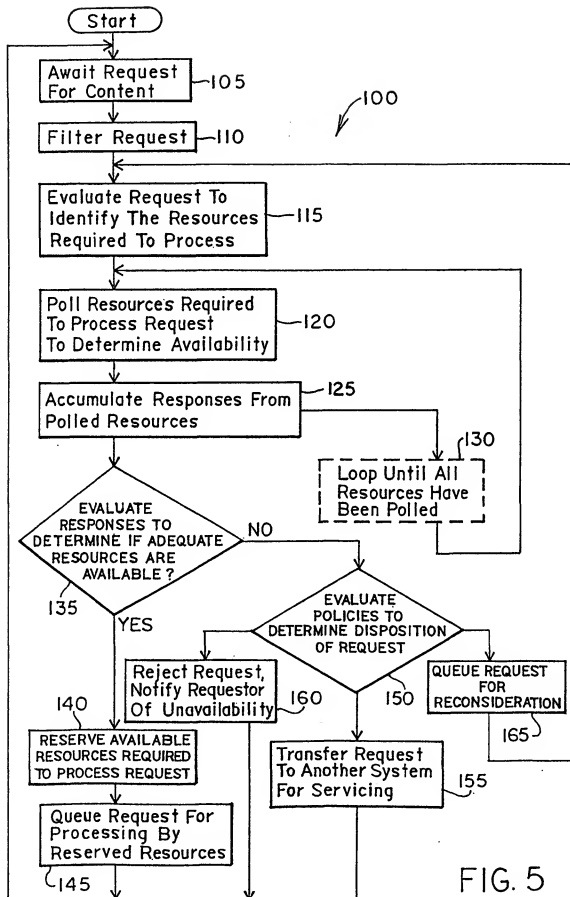 Start
Await Request
For Content
105
100
Filter Request
110
Evaluate Request To
Identify The Resources
Required To Process
115
Poll Resources Required
To Process Request
To Determine Availability
120
Accumulate Responses From
Polled Resources
125
130
Loop Until All
Resources Have
Been Polled
EVALUATE
RESPONSES TO
DETERMINE IF ADEQUATE
RESOURCES ARE
AVAILABLE ?
135
NO
YES
EVALUATE
POLICIES TO
DETERMINE DISPOSITION
OF REQUEST
150
Reject Request,
Notify Requestor
Of Unavailability
160
QUEUE REQUEST
FOR
RECONSIDERATION
165
140
RESERVE AVAILABLE
RESOURCES REQUIRED
TO PROCESS REQUEST
Transfer Request
To Another System
For Servicing
155
Queue Request For
Processing By
Reserved Resources
145
FIG. 5